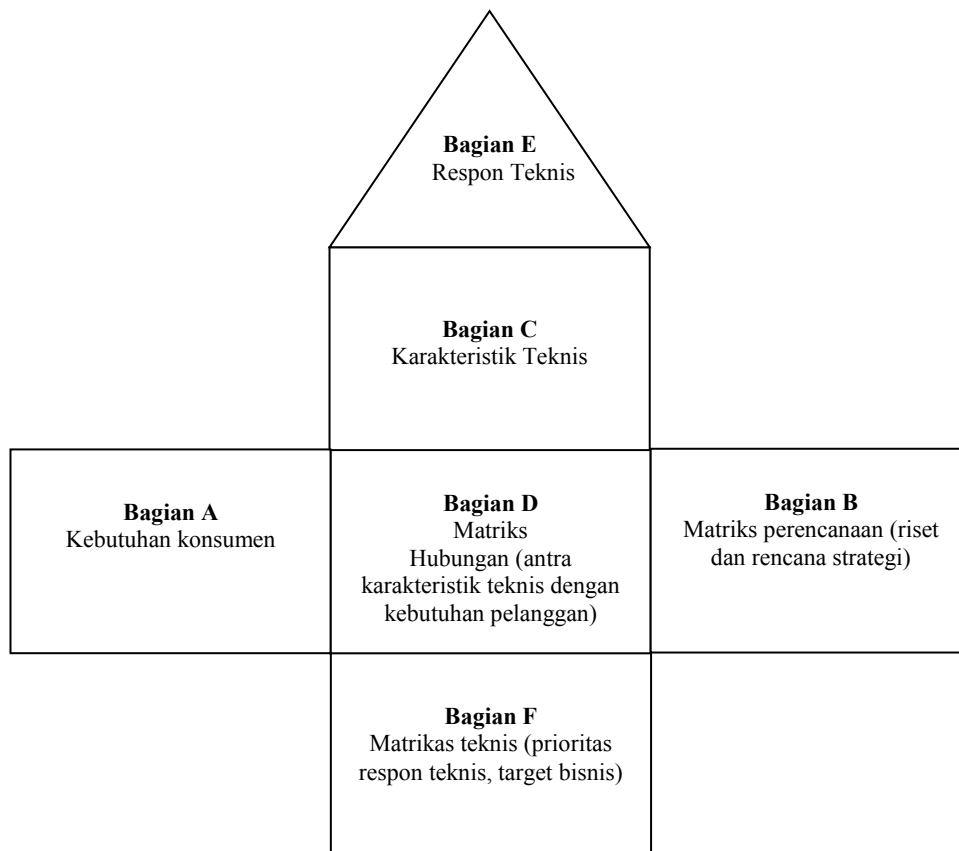 Bagian E
Respon Teknis
Bagian C
Karakteristik Teknis
Bagian A
Kebutuhan konsumen
Bagian D
Matriks
Hubungan (antra
karakteristik teknis dengan
kebutuhan pelanggan)
Bagian B
Matriks perencanaan (riset
dan rencana strategi)
Bagian F
Matrikas teknis (prioritas
respon teknis, target bisnis)